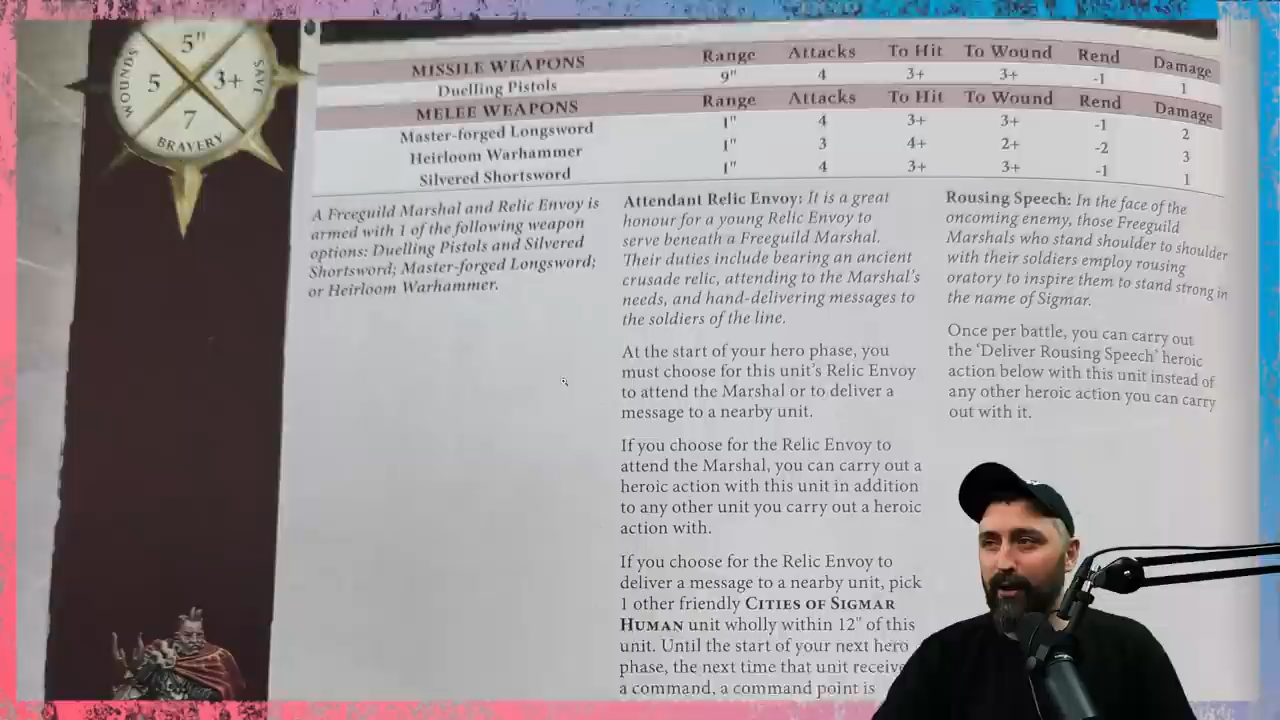 5"
WOUNDS 5 3+ SAVE
7
BRAVERY
MISSILE WEAPONS Range Attacks To Hit To Wound Rend Damage
Duelling Pistols 9" 4 3+ 3+ -1 1
MELEE WEAPONS Range Attacks To Hit To Wound Rend Damage
Master-forged Longsword 1" 4 3+ 3+ -1 2
Heirloom Warhammer 1" 3 4+ 2+ -2 3
Silvered Shortsword 1" 4 3+ 3+ -1 1
A Freeguild Marshal and Relic Envoy is
armed with 1 of the following weapon
options: Duelling Pistols and Silvered
Shortsword; Master-forged Longsword;
or Heirloom Warhammer.
Attendant Relic Envoy: It is a great
honour for a young Relic Envoy to
serve beneath a Freeguild Marshal.
Their duties include bearing an ancient
crusade relic, attending to the Marshal's
needs, and hand-delivering messages to
the soldiers of the line.
At the start of your hero phase, you
must choose for this unit's Relic Envoy
to attend the Marshal or to deliver a
message to a nearby unit.
If you choose for the Relic Envoy to
attend the Marshal, you can carry out a
heroic action with this unit in addition
to any other unit you carry out a heroic
action with.
If you choose for the Relic Envoy to
deliver a message to a nearby unit, pick
1 other friendly CITIES OF SIGMAR
HUMAN unit wholly within 12" of this
unit. Until the start of your next hero
phase, the next time that unit receive
a command, a command point is
Rousing Speech: In the face of the
oncoming enemy, those Freeguild
Marshals who stand shoulder to shoulder
with their soldiers employ rousing
oratory to inspire them to stand strong in
the name of Sigmar.
Once per battle, you can carry out
the 'Deliver Rousing Speech' heroic
action below with this unit instead of
any other heroic action you can carry
out with it.